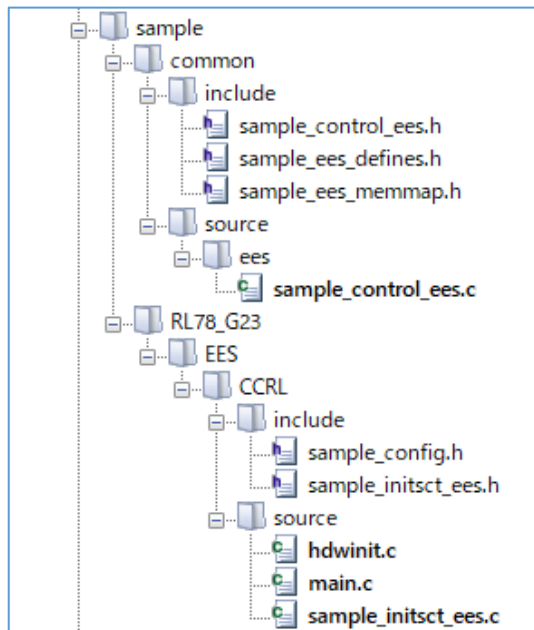 sample
common
include
sample_control_ees.h
sample_ees_defines.h
sample_ees_memmap.h
source
ees
sample_control_ees.c
RL78_G23
EES
CCRL
include
sample_config.h
sample_initsct_ees.h
source
hdwinit.c
main.c
sample_initsct_ees.c